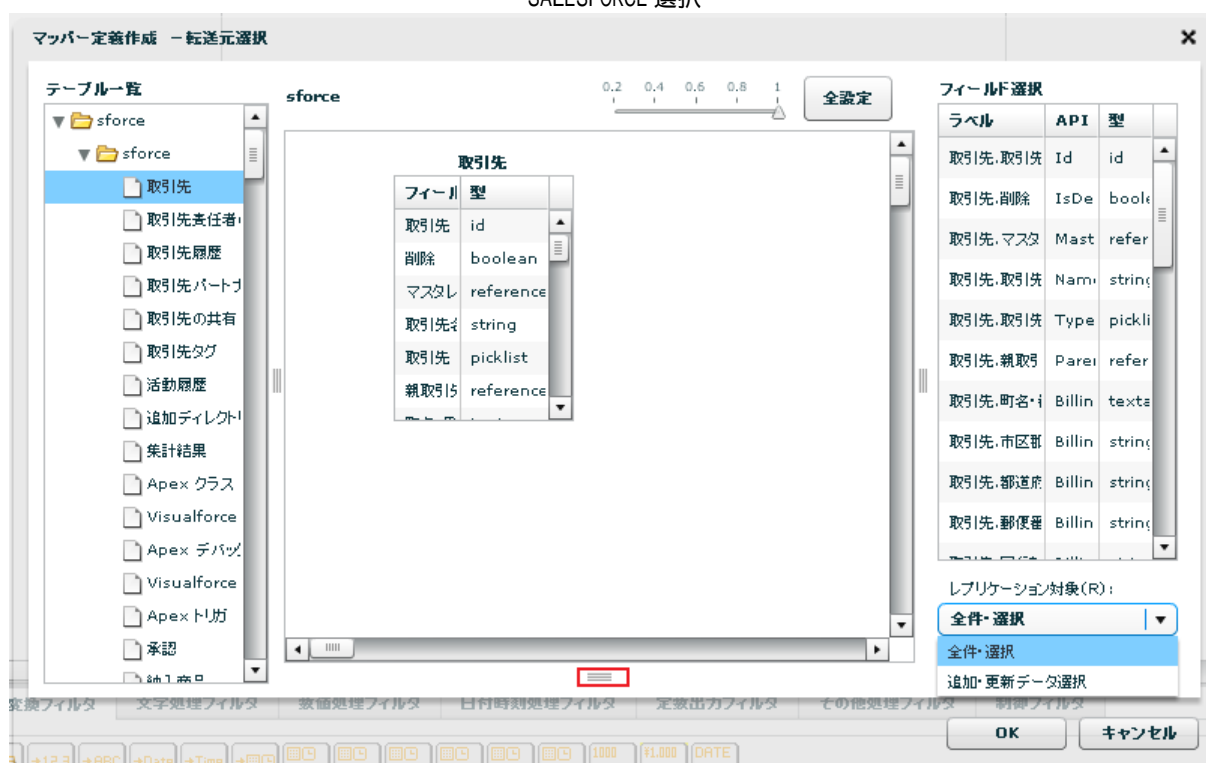 SALESFORCE 選択
マッパー定義作成 －転送元選択
テーブル一覧
sforce
sforce
取引先
取引先責任者
取引先履歴
取引先パートナ
取引先の共有
取引先タグ
活動履歴
追加ディレクトリ
集計結果
Apex クラス
Visualforce
Apex デバッグ
Visualforce
Apex トリガ
承認
納入商品
sforce
0.2 0.4 0.6 0.8 1
全設定
取引先
フィール 型
取引先 id
削除 boolean
マスタレ reference
取引先名 string
取引先 picklist
親取引先 reference
フィールド選択
ラベル API 型
取引先.取引先 Id id
取引先.削除 IsDe boole
取引先.マスタ Mast refer
取引先.取引先 Nam string
取引先.取引先 Type pickli
取引先.親取引 Paren refer
取引先.町名・ Billin texta
取引先.市区郡 Billin string
取引先.都道府 Billin string
取引先.郵便番 Billin string
レプリケーション対象(R):
全件・選択
全件・選択
追加・更新データ選択
変換フィルタ 文字処理フィルタ 数値処理フィルタ 日付時刻処理フィルタ 定数出力フィルタ その他処理フィルタ 制御フィルタ
OK キャンセル
→12.3 →ABC →Date →Time 1000 ¥1,000 DATE